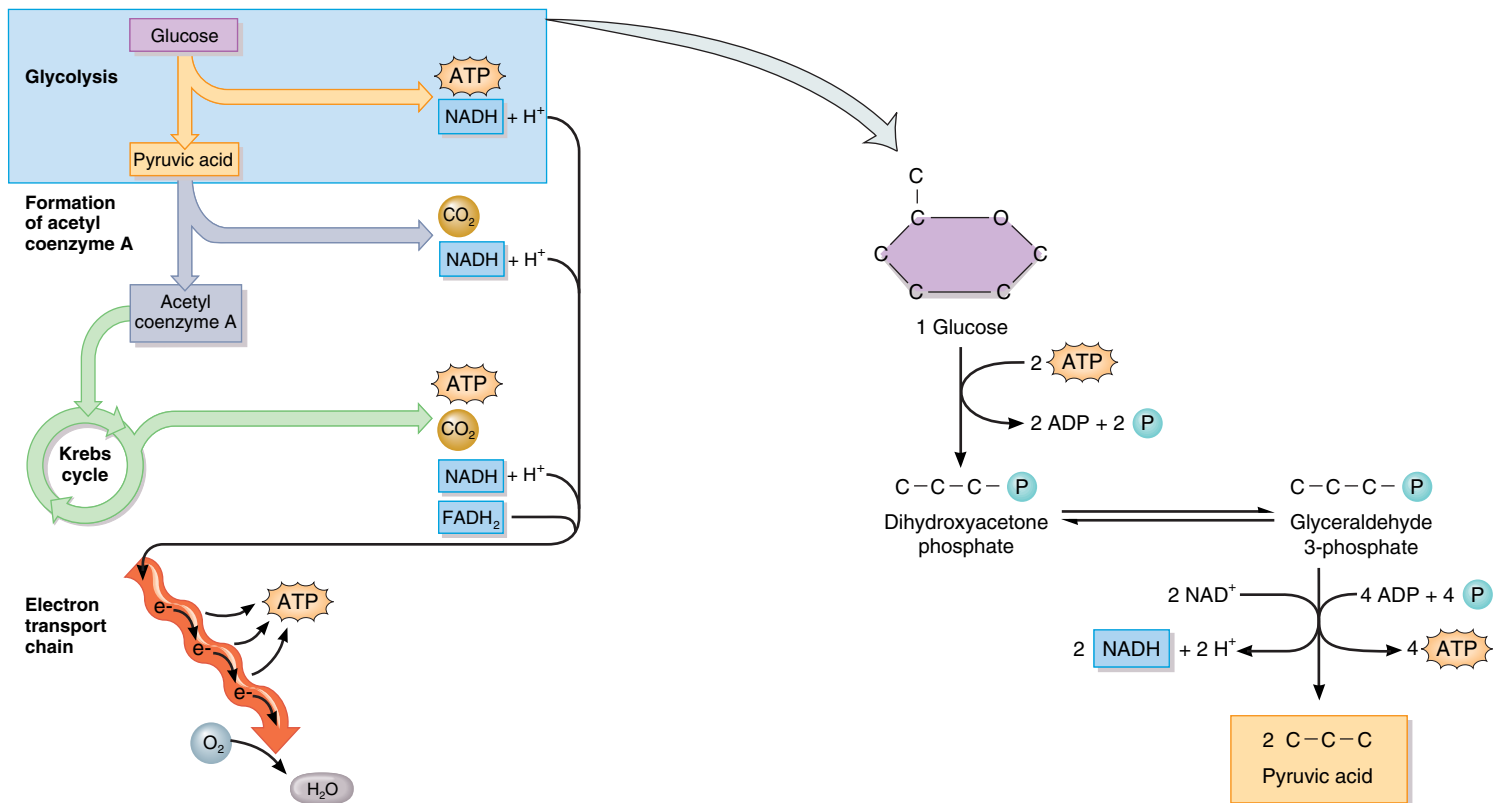 Glucose
Glycolysis
ATP
NADH + H+
Pyruvic acid
Formation
of acetyl
coenzyme A
CO2
NADH + H+
Acetyl
coenzyme A
ATP
CO2
Krebs
cycle
NADH + H+
FADH2
Electron
transport
chain
e-
e-
e-
ATP
O2
H2O
C
C O
C C
C C
1 Glucose
2 ATP
2 ADP + 2 P
C–C–C–P
Dihydroxyacetone
phosphate
C–C–C–P
Glyceraldehyde
3-phosphate
2 NAD+
4 ADP + 4 P
2 NADH + 2 H+
4 ATP
2 C–C–C
Pyruvic acid